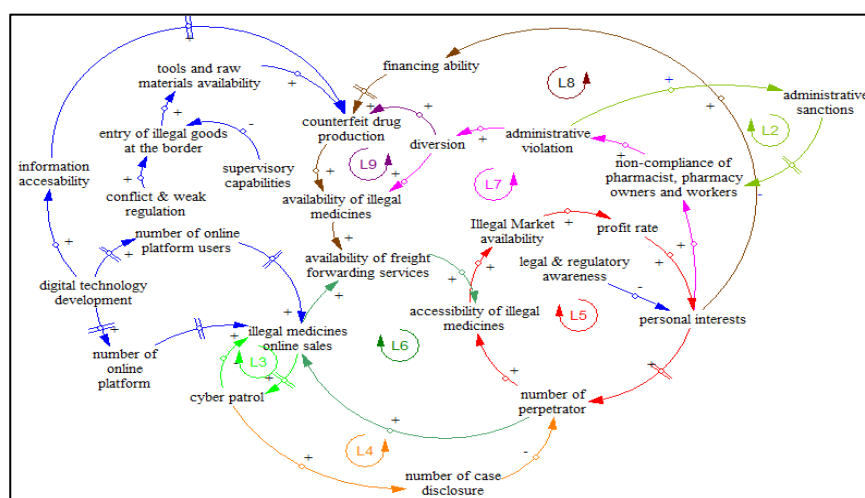 financing ability
L8
tools and raw
materials availability
administrative
sanctions
counterfeit drug
production
diversion
administrative
violation
L2
entry of illegal goods
at the border
information
accesability
supervisory
capabilities
L9
L7
non-compliance of
pharmacist, pharmacy
owners and workers
conflict & weak
regulation
availability of illegal
medicines
Illegal Market
availability
profit rate
number of online
platform users
availability of freight
forwarding services
legal & regulatory
awareness
digital technology
development
accessibility of illegal
medicines
L5
personal interests
illegal medicines
online sales
L6
number of
online
platform
L3
cyber patrol
number of
perpetrator
L4
number of case
disclosure